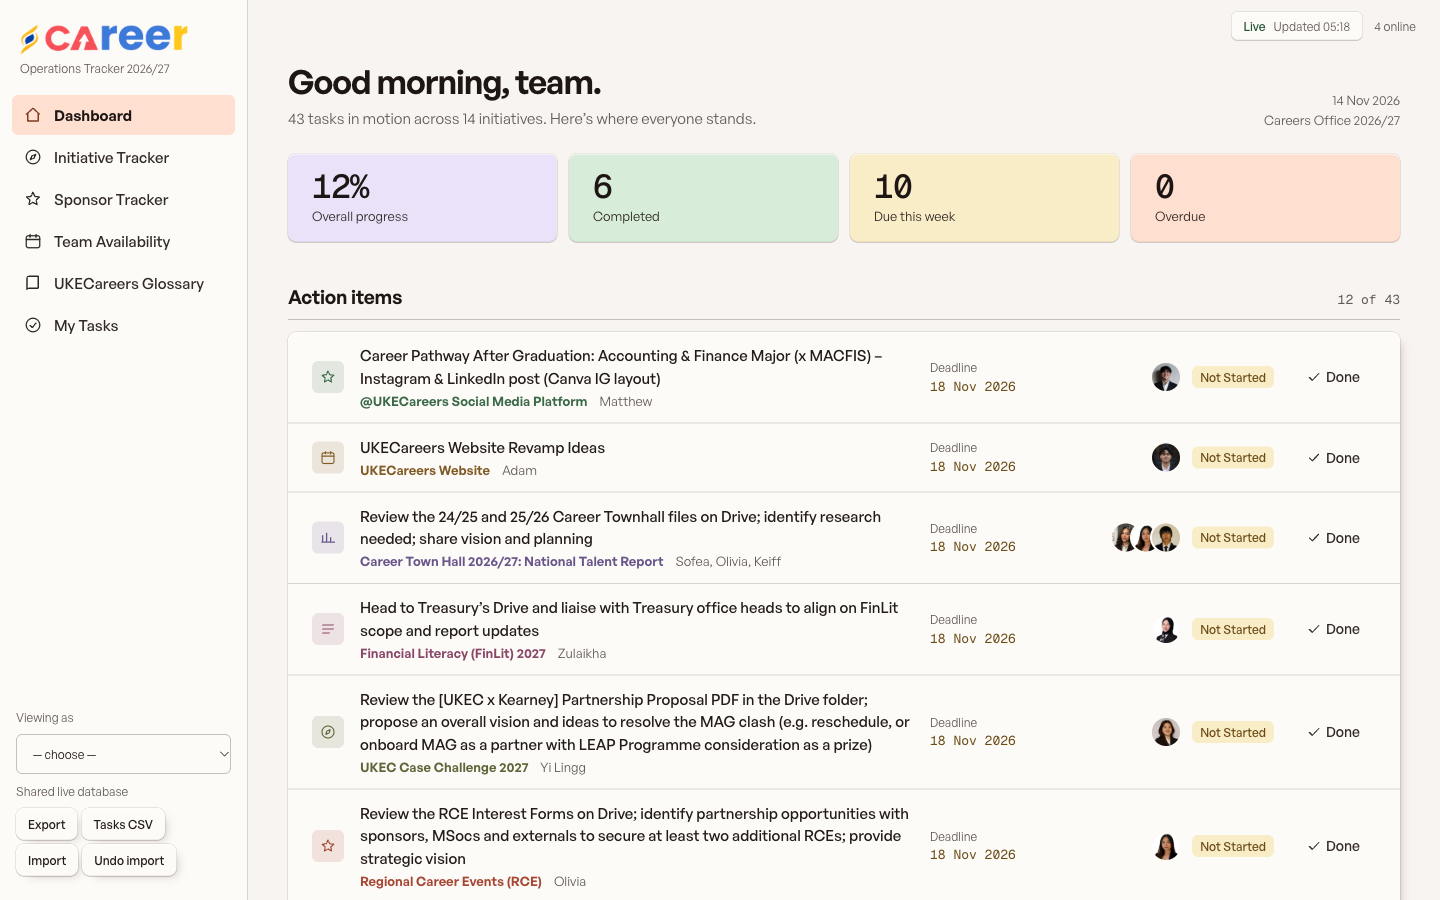 career
Operations Tracker 2026/27
Dashboard
Initiative Tracker
Sponsor Tracker
Team Availability
UKECareers Glossary
My Tasks
Viewing as
— choose —
Shared live database
Export
Tasks CSV
Import
Undo import
Live Updated 05:18
4 online
Good morning, team.
43 tasks in motion across 14 initiatives. Here’s where everyone stands.
14 Nov 2026
Careers Office 2026/27
12%
Overall progress
6
Completed
10
Due this week
0
Overdue
Action items
12 of 43
Career Pathway After Graduation: Accounting & Finance Major (x MACFIS) –
Instagram & LinkedIn post (Canva IG layout)
@UKECareers Social Media Platform Matthew
Deadline
18 Nov 2026
Not Started
Done
UKECareers Website Revamp Ideas
UKECareers Website Adam
Deadline
18 Nov 2026
Not Started
Done
Review the 24/25 and 25/26 Career Townhall files on Drive; identify research
needed; share vision and planning
Career Town Hall 2026/27: National Talent Report Sofea, Olivia, Keiff
Deadline
18 Nov 2026
Not Started
Done
Head to Treasury’s Drive and liaise with Treasury office heads to align on FinLit
scope and report updates
Financial Literacy (FinLit) 2027 Zulaikha
Deadline
18 Nov 2026
Not Started
Done
Review the [UKEC x Kearney] Partnership Proposal PDF in the Drive folder;
propose an overall vision and ideas to resolve the MAG clash (e.g. reschedule, or
onboard MAG as a partner with LEAP Programme consideration as a prize)
UKEC Case Challenge 2027 Yi Lingg
Deadline
18 Nov 2026
Not Started
Done
Review the RCE Interest Forms on Drive; identify partnership opportunities with
sponsors, MSocs and externals to secure at least two additional RCEs; provide
strategic vision
Regional Career Events (RCE) Olivia
Deadline
18 Nov 2026
Not Started
Done